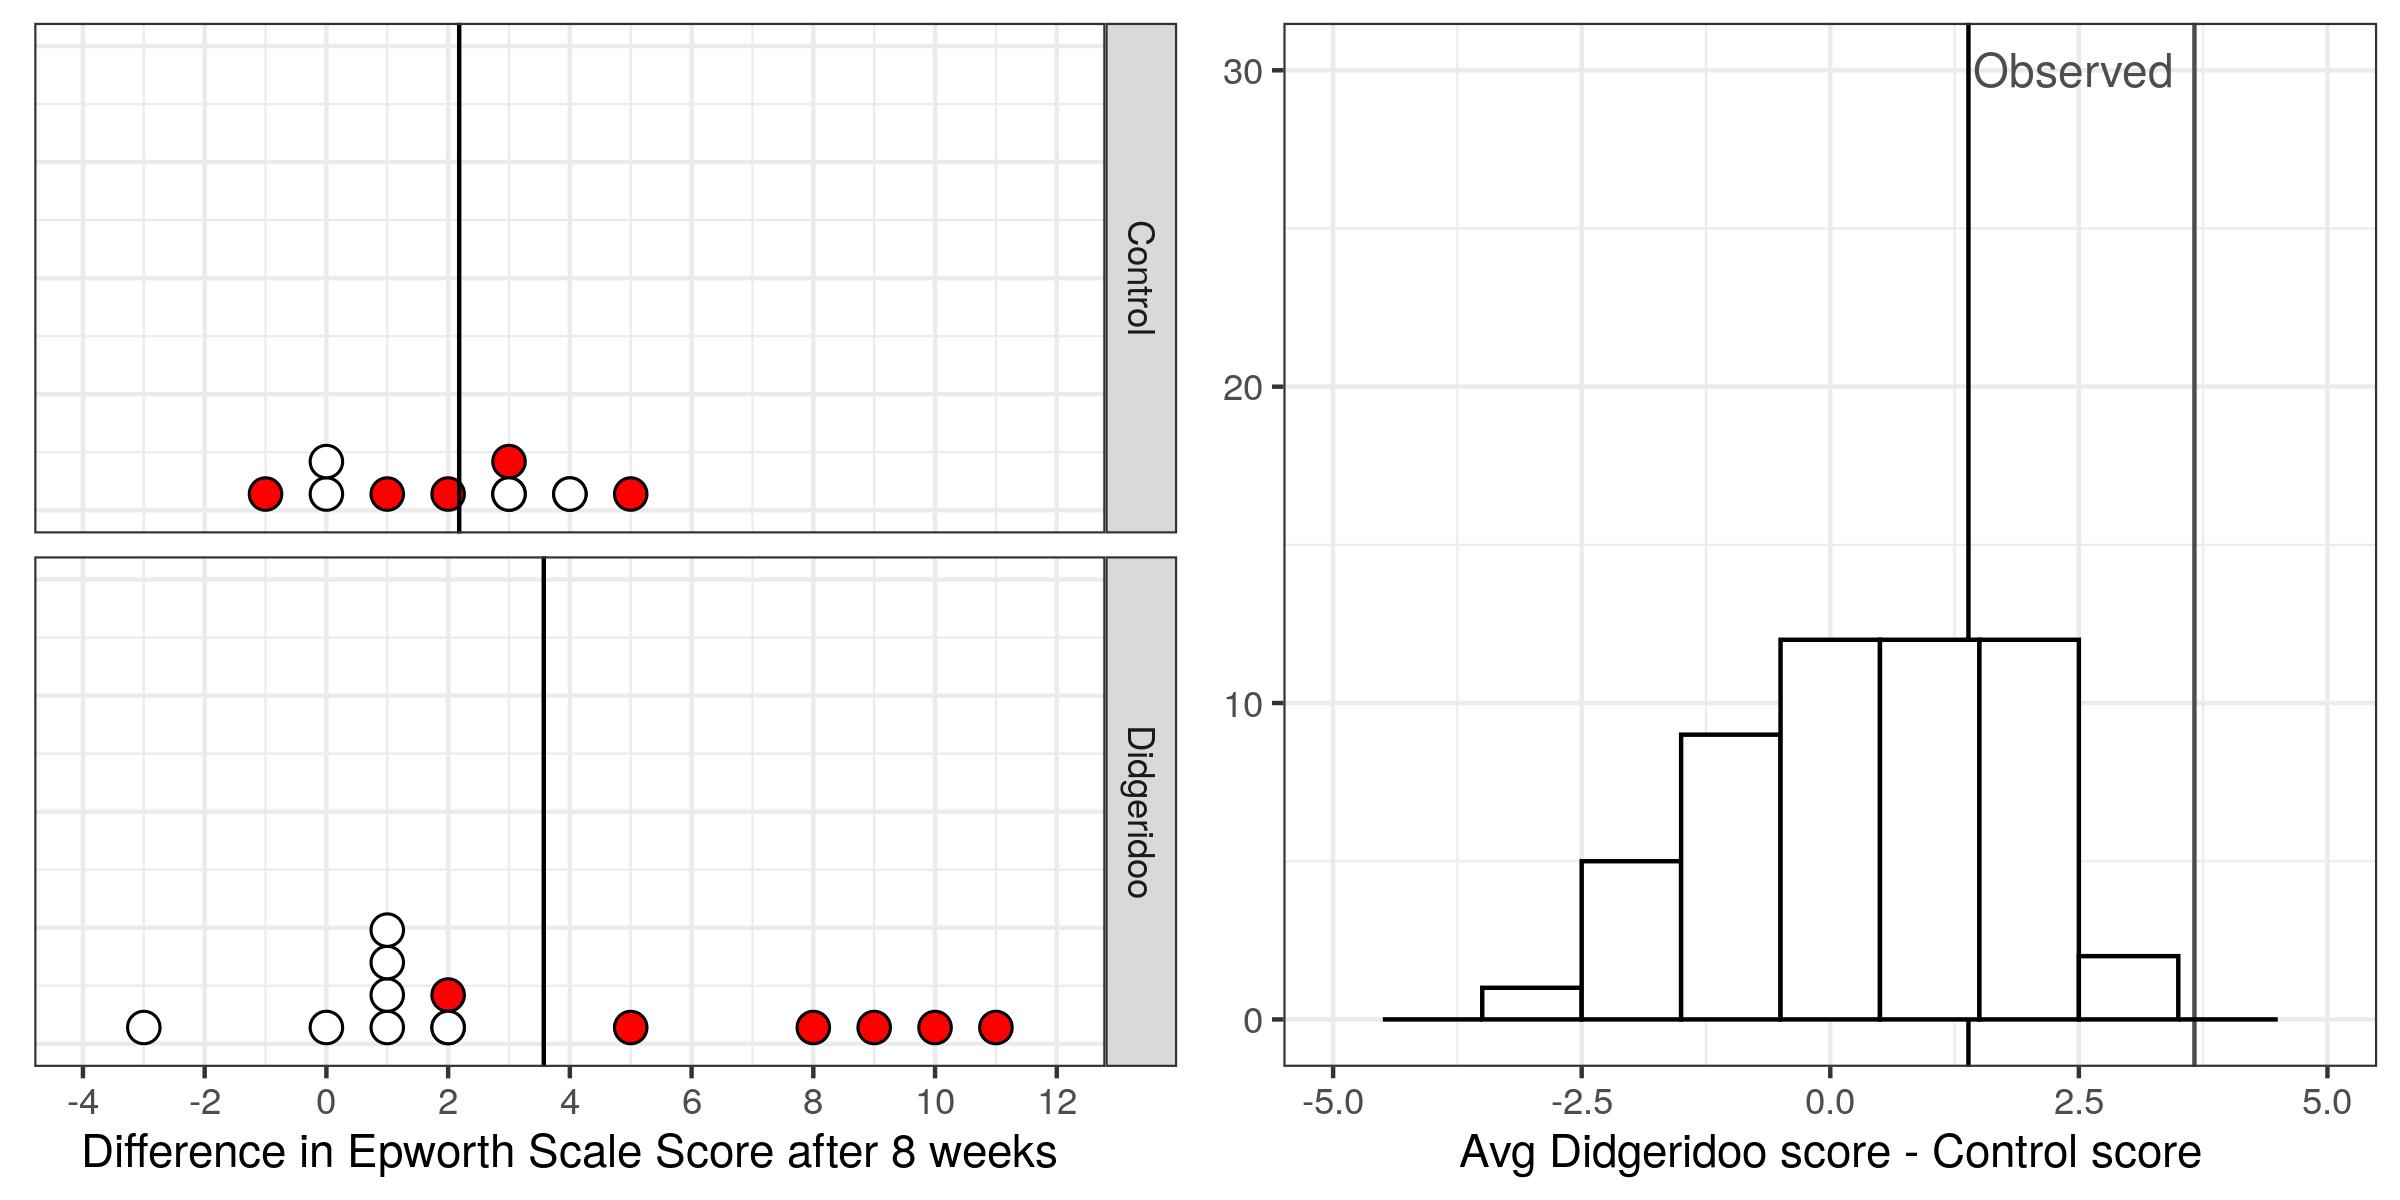 Control
Didgeridoo
-4 -2 0 2 4 6 8 10 12
Difference in Epworth Scale Score after 8 weeks
30
20
10
0
Observed
-5.0 -2.5 0.0 2.5 5.0
Avg Didgeridoo score - Control score